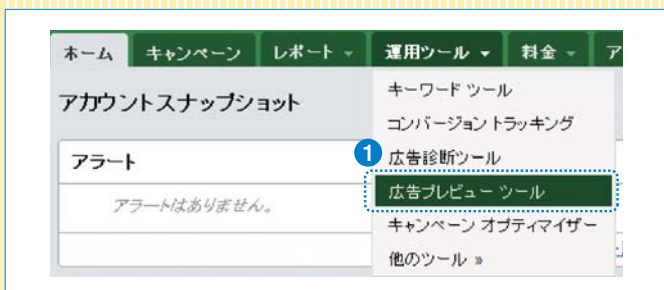 ホーム キャンペーン レポート 運用ツール 料金 ア
アカウントスナップショット
アラート
アラートはありません。
キーワード ツール
コンバージョン トラッキング
1 広告診断ツール
広告プレビュー ツール
キャンペーン オプティマイザー
他のツール »